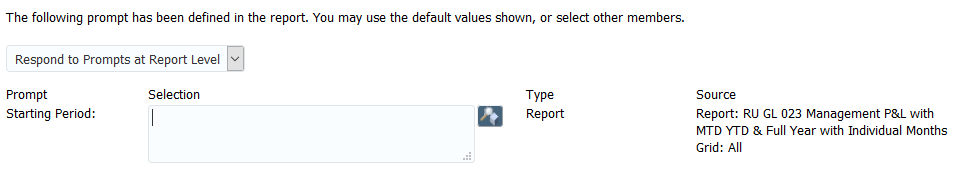 The following prompt has been defined in the report. You may use the default values shown, or select other members.
Respond to Prompts at Report Level
Prompt Selection Type Source
Starting Period: Report Report: RU GL 023 Management P&L with
MTD YTD & Full Year with Individual Months
Grid: All